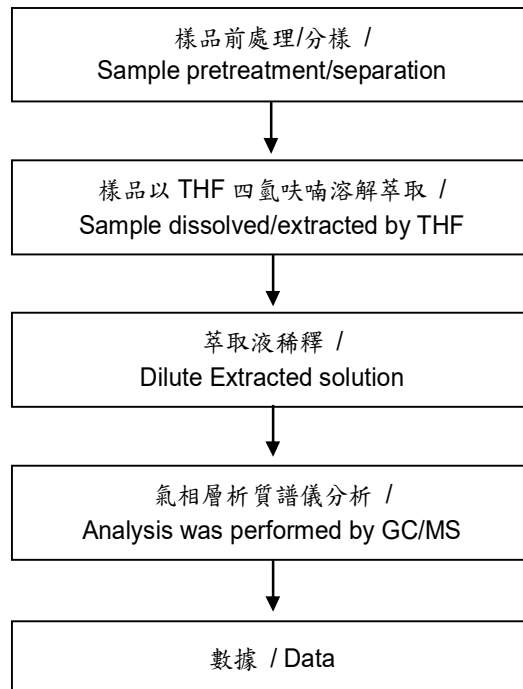 樣品前處理/分樣 /
Sample pretreatment/separation
樣品以 THF 四氫呋喃溶解萃取 /
Sample dissolved/extracted by THF
萃取液稀釋 /
Dilute Extracted solution
氣相層析質譜儀分析 /
Analysis was performed by GC/MS
數據 / Data